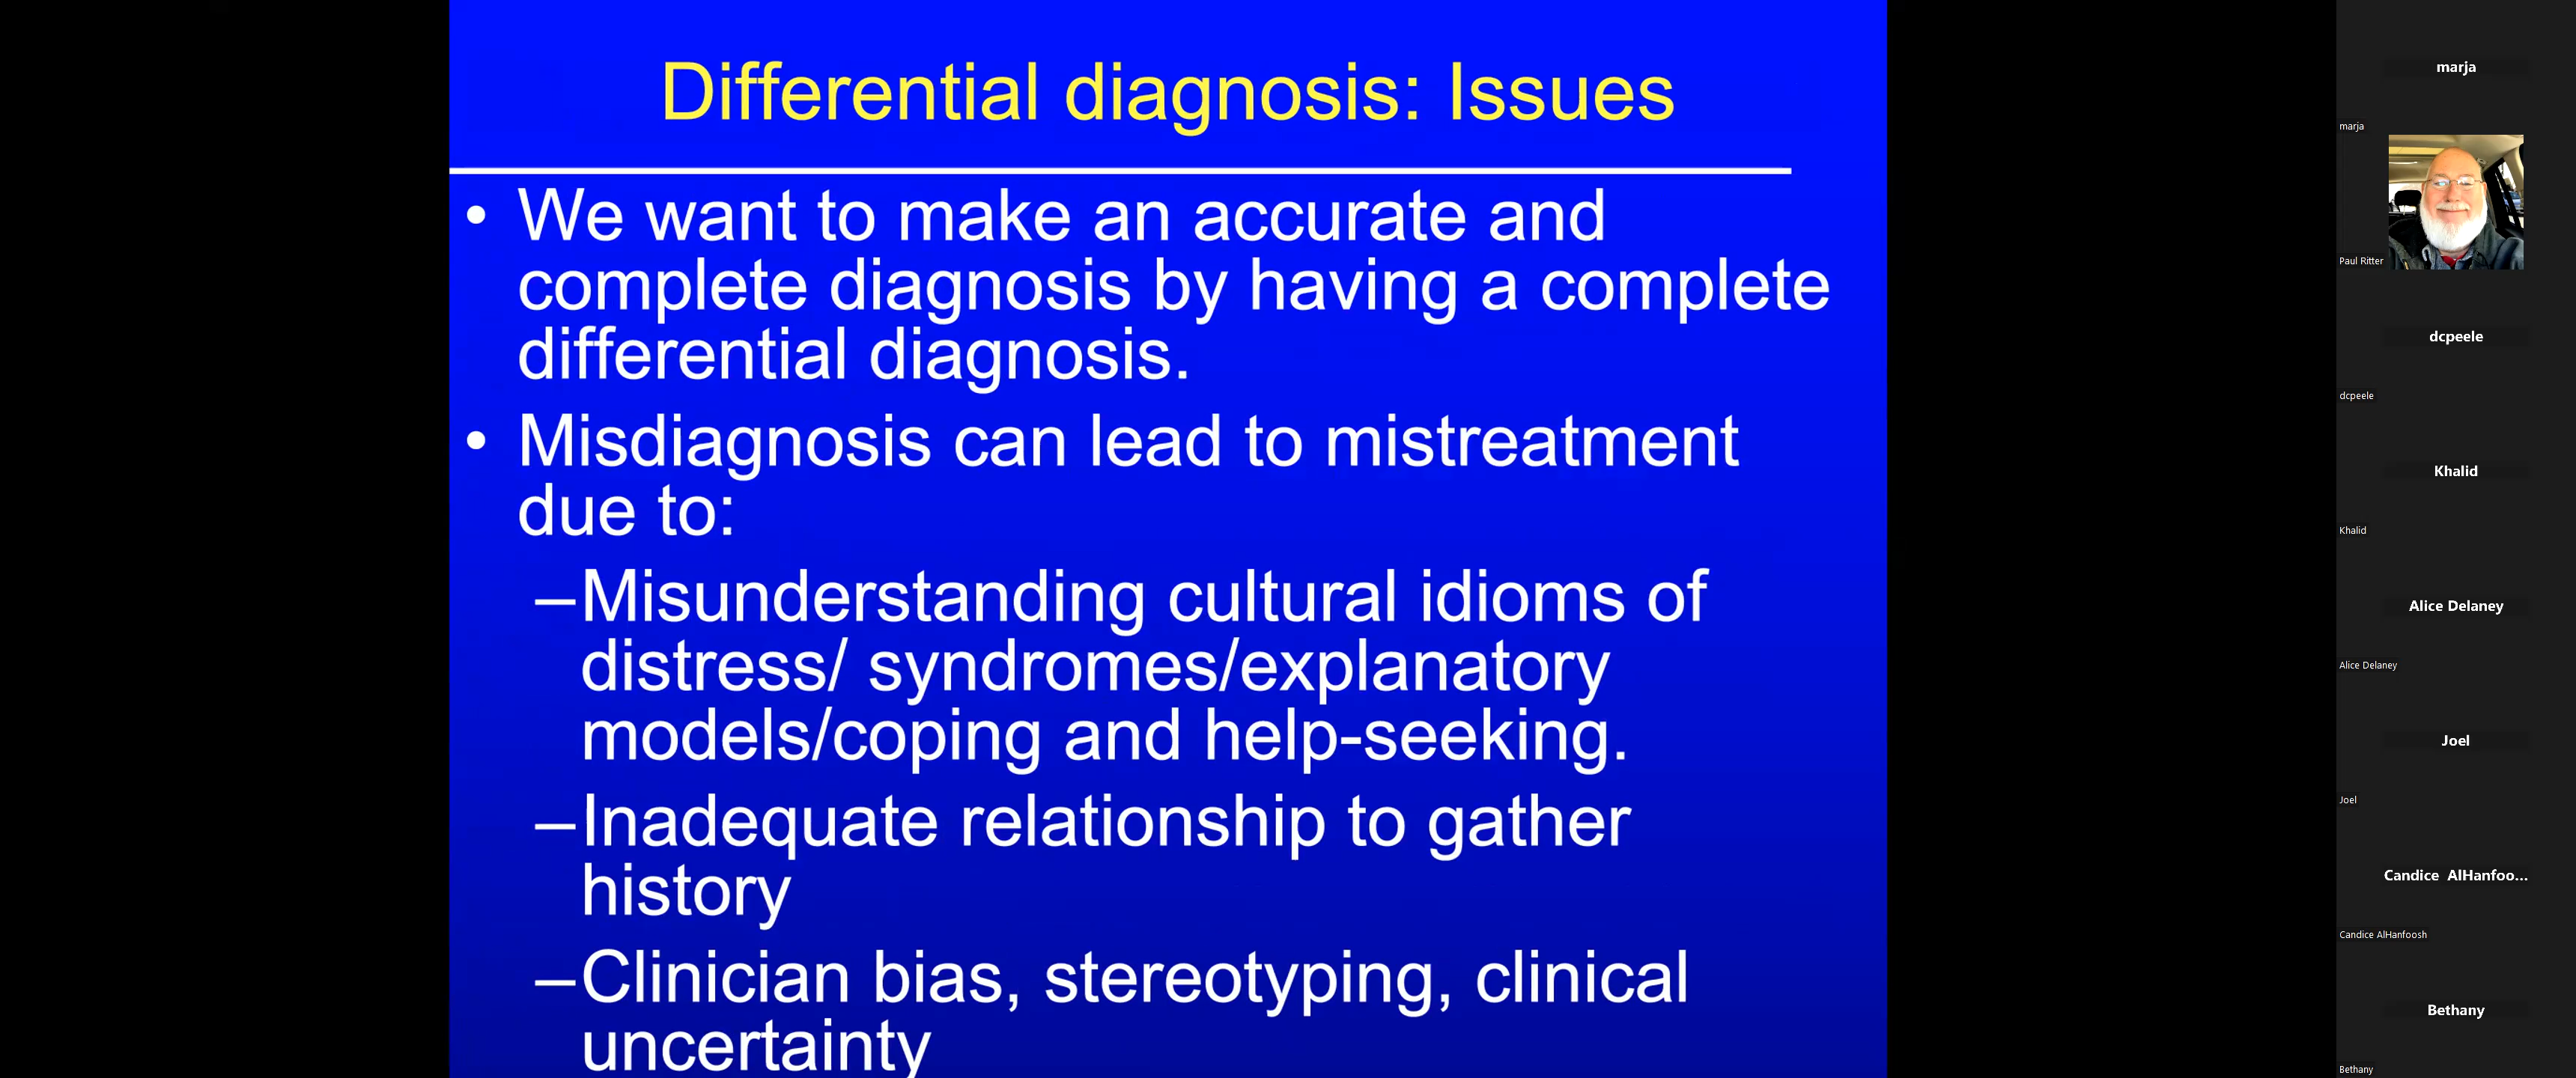 Differential diagnosis: Issues
• We want to make an accurate and
complete diagnosis by having a complete
differential diagnosis.
• Misdiagnosis can lead to mistreatment
due to:
–Misunderstanding cultural idioms of
distress/ syndromes/explanatory
models/coping and help-seeking.
–Inadequate relationship to gather
history
–Clinician bias, stereotyping, clinical
uncertainty
marja
marja
Paul Ritter
dcpeele
dcpeele
Khalid
Khalid
Alice Delaney
Alice Delaney
Joel
Joel
Candice AlHanfoo...
Candice AlHanfoosh
Bethany
Bethany